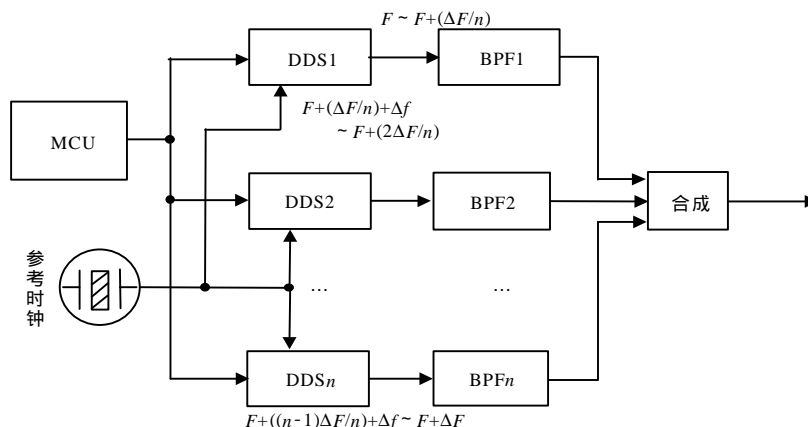 F ~ F+(ΔF/n)
DDS1
BPF1
F+(ΔF/n)+Δf
~ F+(2ΔF/n)
MCU
DDS2
BPF2
合成
参考时钟
...
...
DDSn
BPFn
F+((n-1)ΔF/n)+Δf ~ F+ΔF